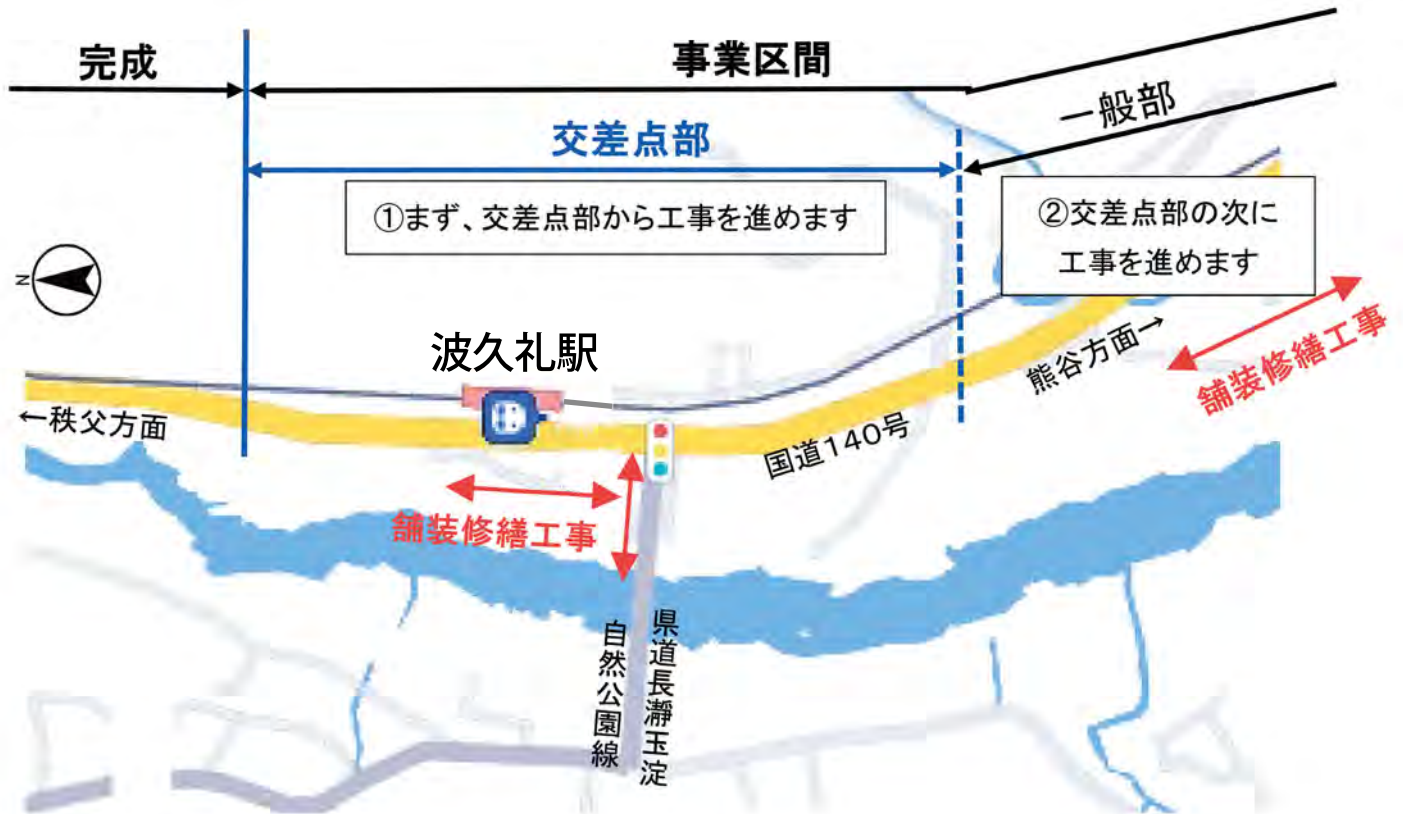 完成
事業区間
一般部
交差点部
①まず、交差点部から工事を進めます
②交差点部の次に
工事を進めます
N
波久礼駅
熊谷方面→
舗装修繕工事
←秩父方面
国道140号
舗装修繕工事
県道長瀞玉淀
自然公園線